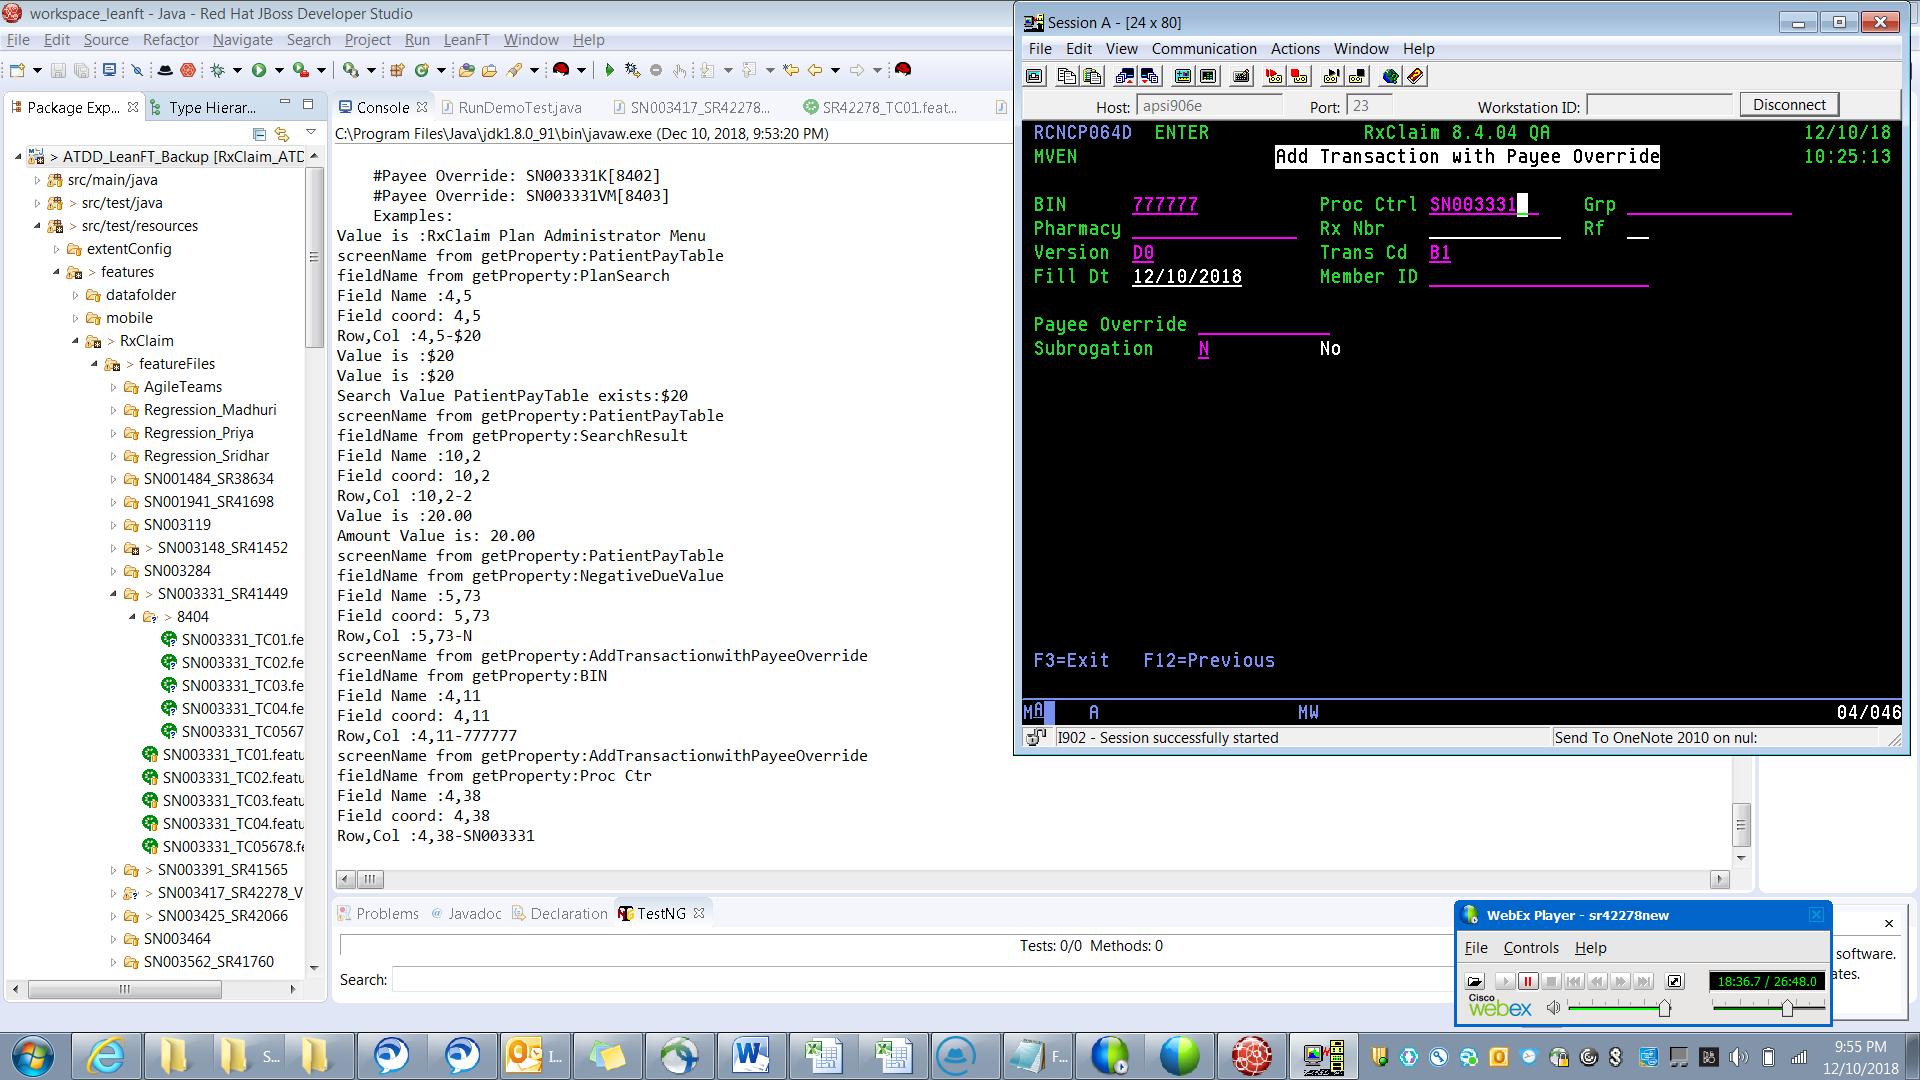 workspace_leanft - Java - Red Hat JBoss Developer Studio
File Edit Source Refactor Navigate Search Project Run LeanFT Window Help
Package Exp... Type Hierar...
> ATDD_LeanFT_Backup [RxClaim_ATD
src/main/java
> src/test/java
> src/test/resources
extentConfig
> features
datafolder
mobile
> RxClaim
> featureFiles
AgileTeams
Regression_Madhuri
Regression_Priya
Regression_Sridhar
SN001484_SR38634
SN001941_SR41698
SN003119
> SN003148_SR41452
SN003284
> SN003331_SR41449
> 8404
SN003331_TC01.fe
SN003331_TC02.fe
SN003331_TC03.fe
SN003331_TC04.fe
SN003331_TC0567
SN003331_TC01.featu
SN003331_TC02.featu
SN003331_TC03.featu
SN003331_TC04.featu
SN003331_TC05678.fe
> SN003391_SR41565
> SN003417_SR42278_V
> SN003425_SR42066
SN003464
SN003562_SR41760
Console RunDemoTest.java SN003417_SR42278... SR42278_TC01.feat...
C:\Program Files\Java\jdk1.8.0_91\bin\javaw.exe (Dec 10, 2018, 9:53:20 PM)
#Payee Override: SN003331K[8402]
#Payee Override: SN003331VM[8403]
Examples:
Value is :RxClaim Plan Administrator Menu
screenName from getProperty:PatientPayTable
fieldName from getProperty:PlanSearch
Field Name :4,5
Field coord: 4,5
Row,Col :4,5-$20
Value is :$20
Value is :$20
Search Value PatientPayTable exists:$20
screenName from getProperty:PatientPayTable
fieldName from getProperty:SearchResult
Field Name :10,2
Field coord: 10,2
Row,Col :10,2-2
Value is :20.00
Amount Value is: 20.00
screenName from getProperty:PatientPayTable
fieldName from getProperty:NegativeDueValue
Field Name :5,73
Field coord: 5,73
Row,Col :5,73-N
screenName from getProperty:AddTransactionwithPayeeOverride
fieldName from getProperty:BIN
Field Name :4,11
Field coord: 4,11
Row,Col :4,11-777777
screenName from getProperty:AddTransactionwithPayeeOverride
fieldName from getProperty:Proc Ctr
Field Name :4,38
Field coord: 4,38
Row,Col :4,38-SN003331
Problems Javadoc Declaration TestNG
Tests: 0/0 Methods: 0
Search:
Session A - [24 x 80]
File Edit View Communication Actions Window Help
Host: apsi906e Port: 23 Workstation ID: Disconnect
RCNCP064D ENTER RxClaim 8.4.04 QA 12/10/18
MVEN Add Transaction with Payee Override 10:25:13
BIN 777777 Proc Ctrl SN003331 Grp
Pharmacy Rx Nbr Rf
Version D0 Trans Cd B1
Fill Dt 12/10/2018 Member ID
Payee Override
Subrogation N No
F3=Exit F12=Previous
MA A MW 04/046
I902 - Session successfully started Send To OneNote 2010 on nul:
WebEx Player - sr42278new
File Controls Help
18:36.7 / 26:48.0
Cisco webex
software.
ates.
S... I... F...
9:55 PM
12/10/2018